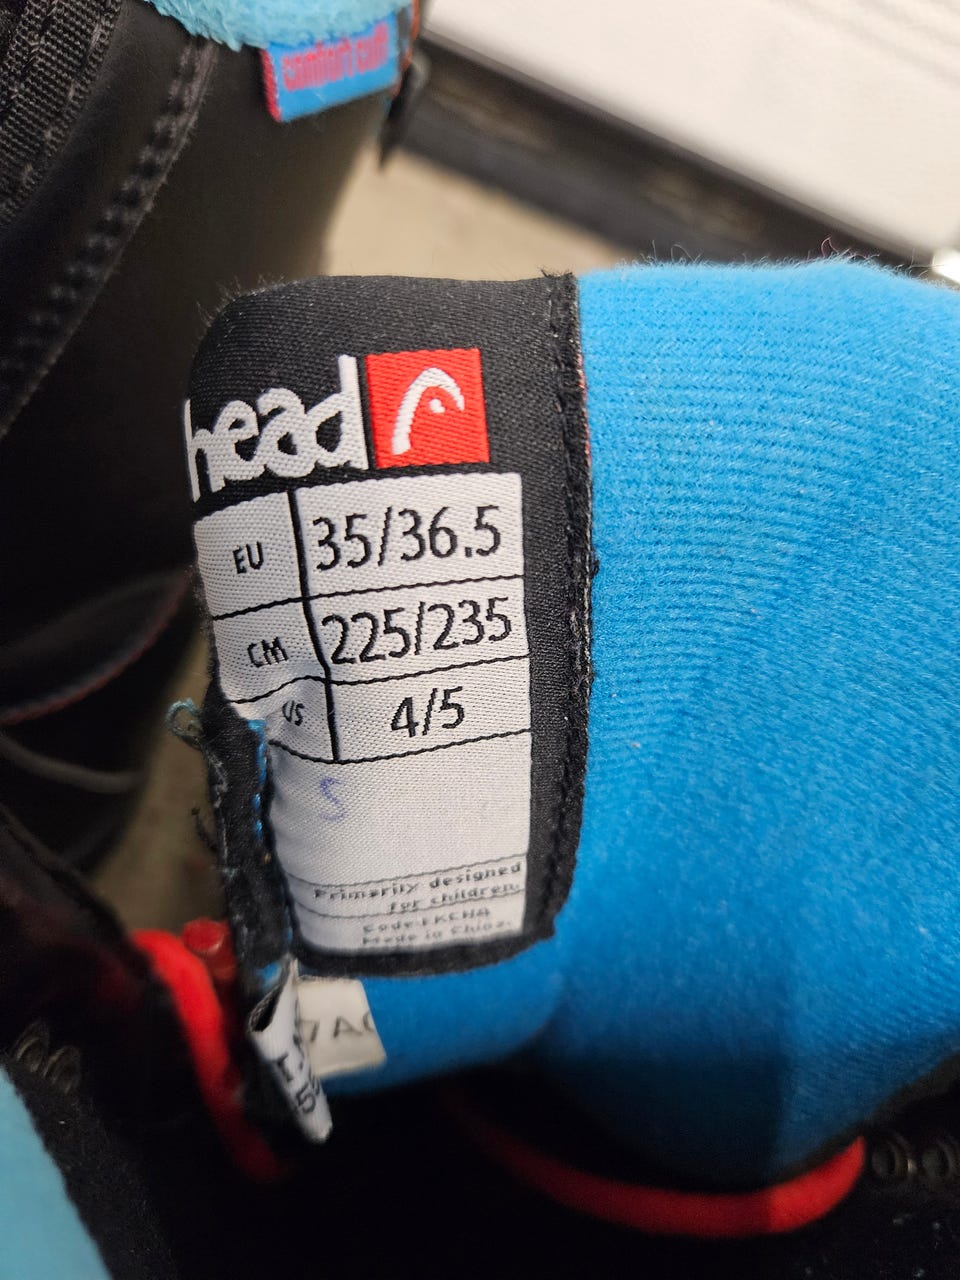 comfort cuff
head
EU 35/36.5
CM 225/235
US 4/5
S
Primarily designed
for children.
Made in China.
7 A